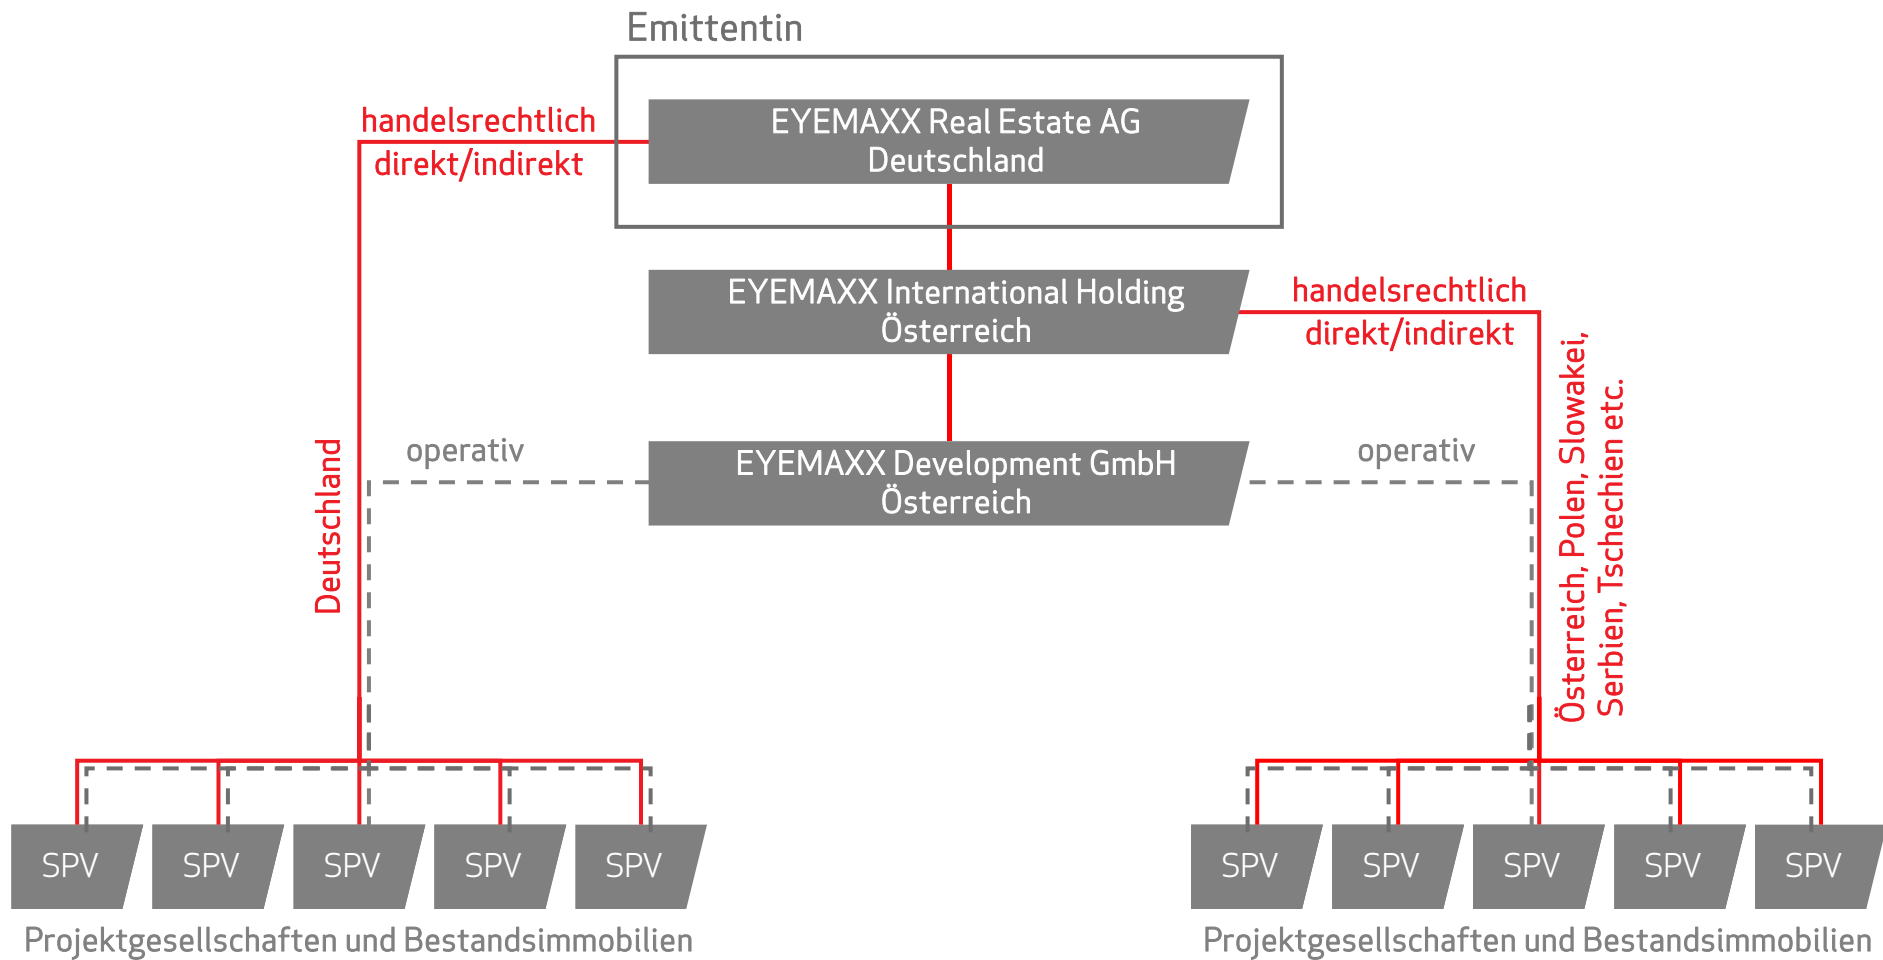 Emittentin
EYEMAXX Real Estate AG
Deutschland
handelsrechtlich
direkt/indirekt
EYEMAXX International Holding
Österreich
handelsrechtlich
direkt/indirekt
EYEMAXX Development GmbH
Österreich
operativ
operativ
Deutschland
Österreich, Polen, Slowakei,
Serbien, Tschechien etc.
SPV
SPV
SPV
SPV
SPV
Projektgesellschaften und Bestandsimmobilien
SPV
SPV
SPV
SPV
SPV
Projektgesellschaften und Bestandsimmobilien